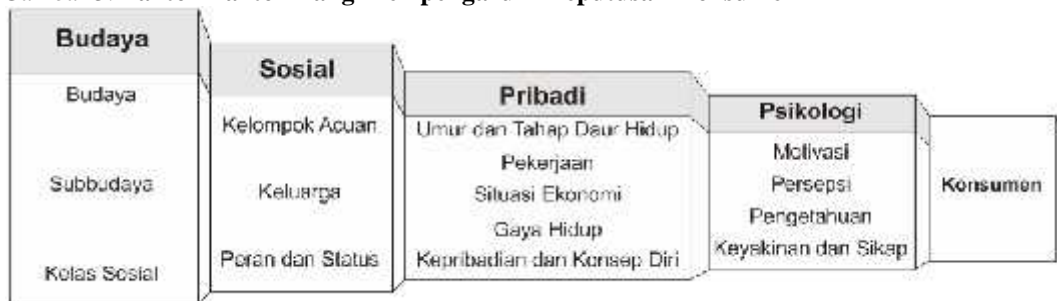 Budaya
Budaya
Subbudaya
Kelas Sosial
Sosial
Kelompok Acuan
Keluarga
Peran dan Status
Pribadi
Umur dan Tahap Daur Hidup
Pekerjaan
Situasi Ekonomi
Gaya Hidup
Kepribadian dan Konsep Diri
Psikologi
Motivasi
Persepsi
Pengetahuan
Keyakinan dan Sikap
Konsumen